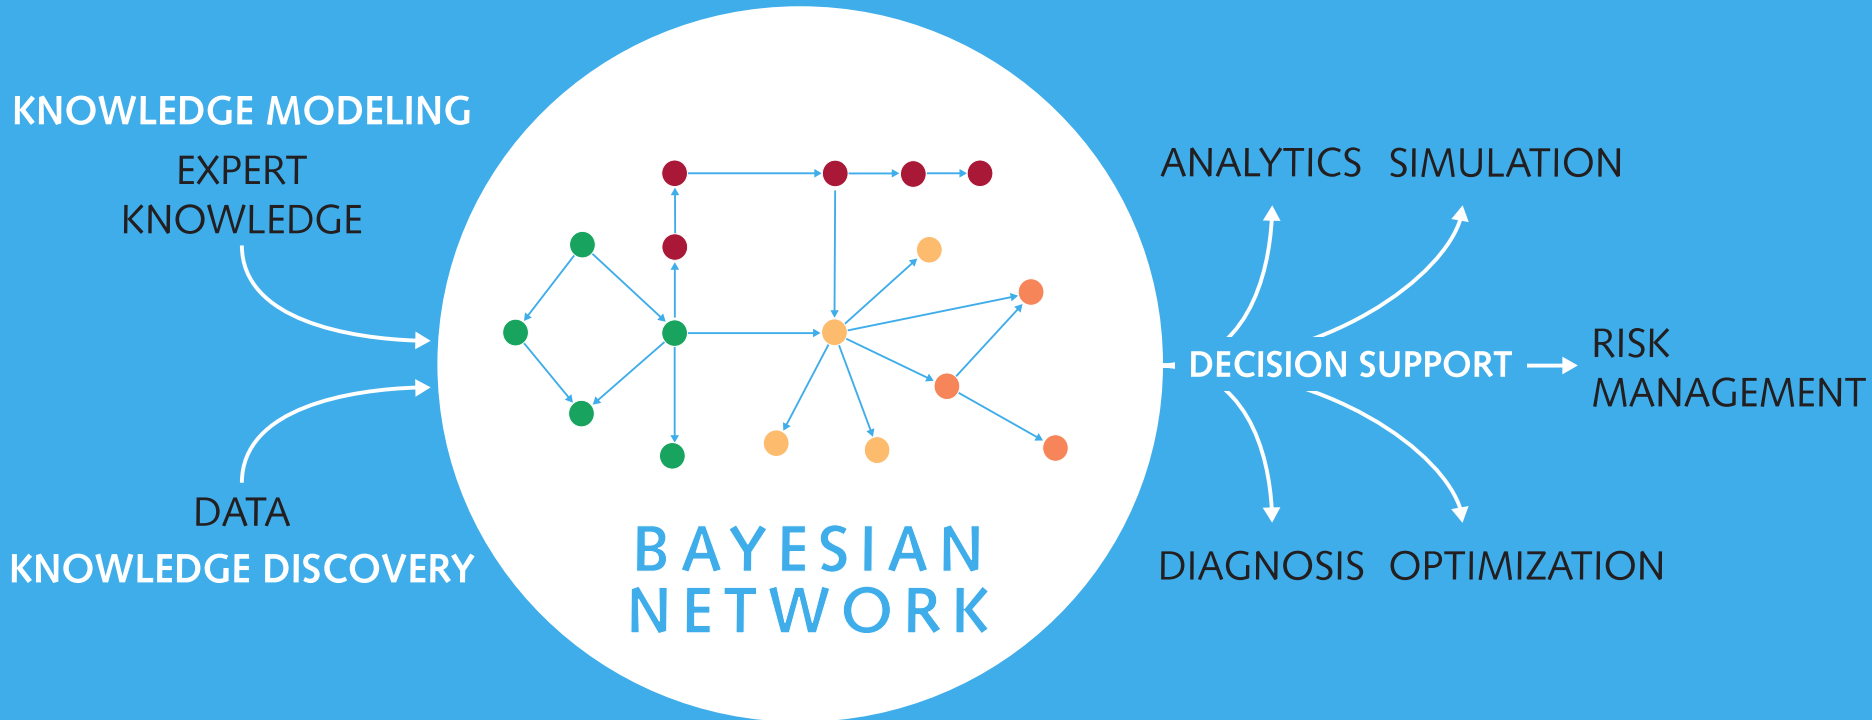 KNOWLEDGE MODELING
EXPERT
KNOWLEDGE
DATA
KNOWLEDGE DISCOVERY
BAYESIAN
NETWORK
ANALYTICS SIMULATION
DECISION SUPPORT
RISK
MANAGEMENT
DIAGNOSIS OPTIMIZATION